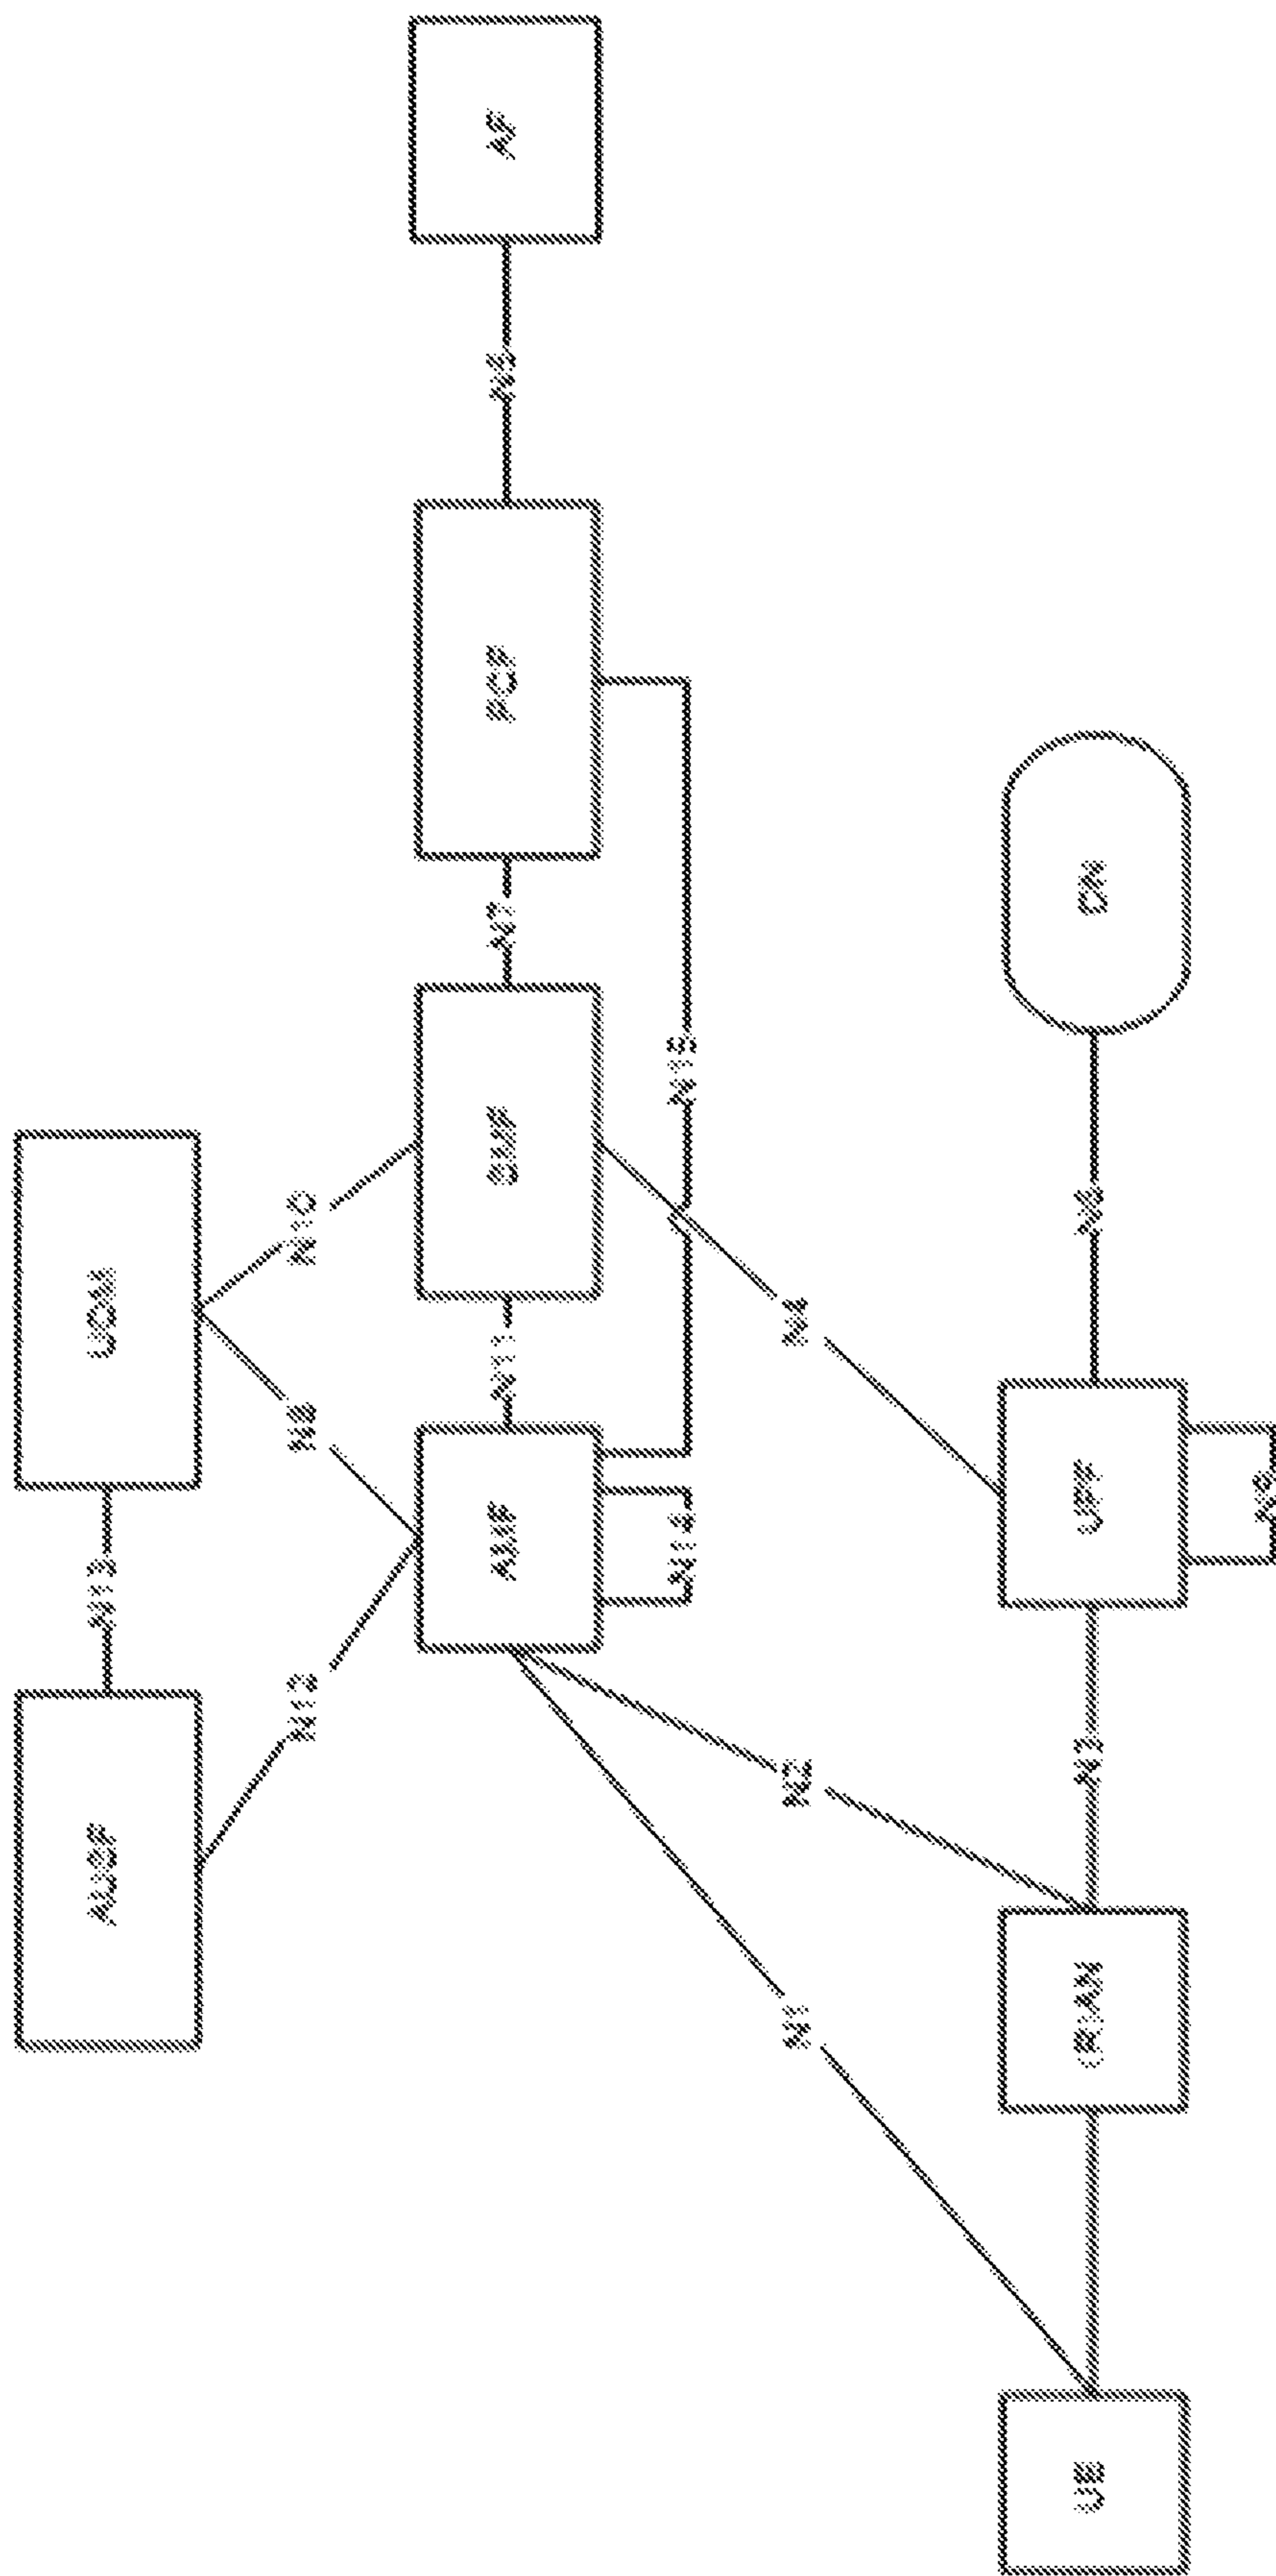 AUSF
N13
UDM
N12
N8
N10
AMF
N11
SMF
N7
PCF
N5
AF
N14
N15
N1
N2
N4
UE
(R)AN
N3
UPF
N6
DN
N9